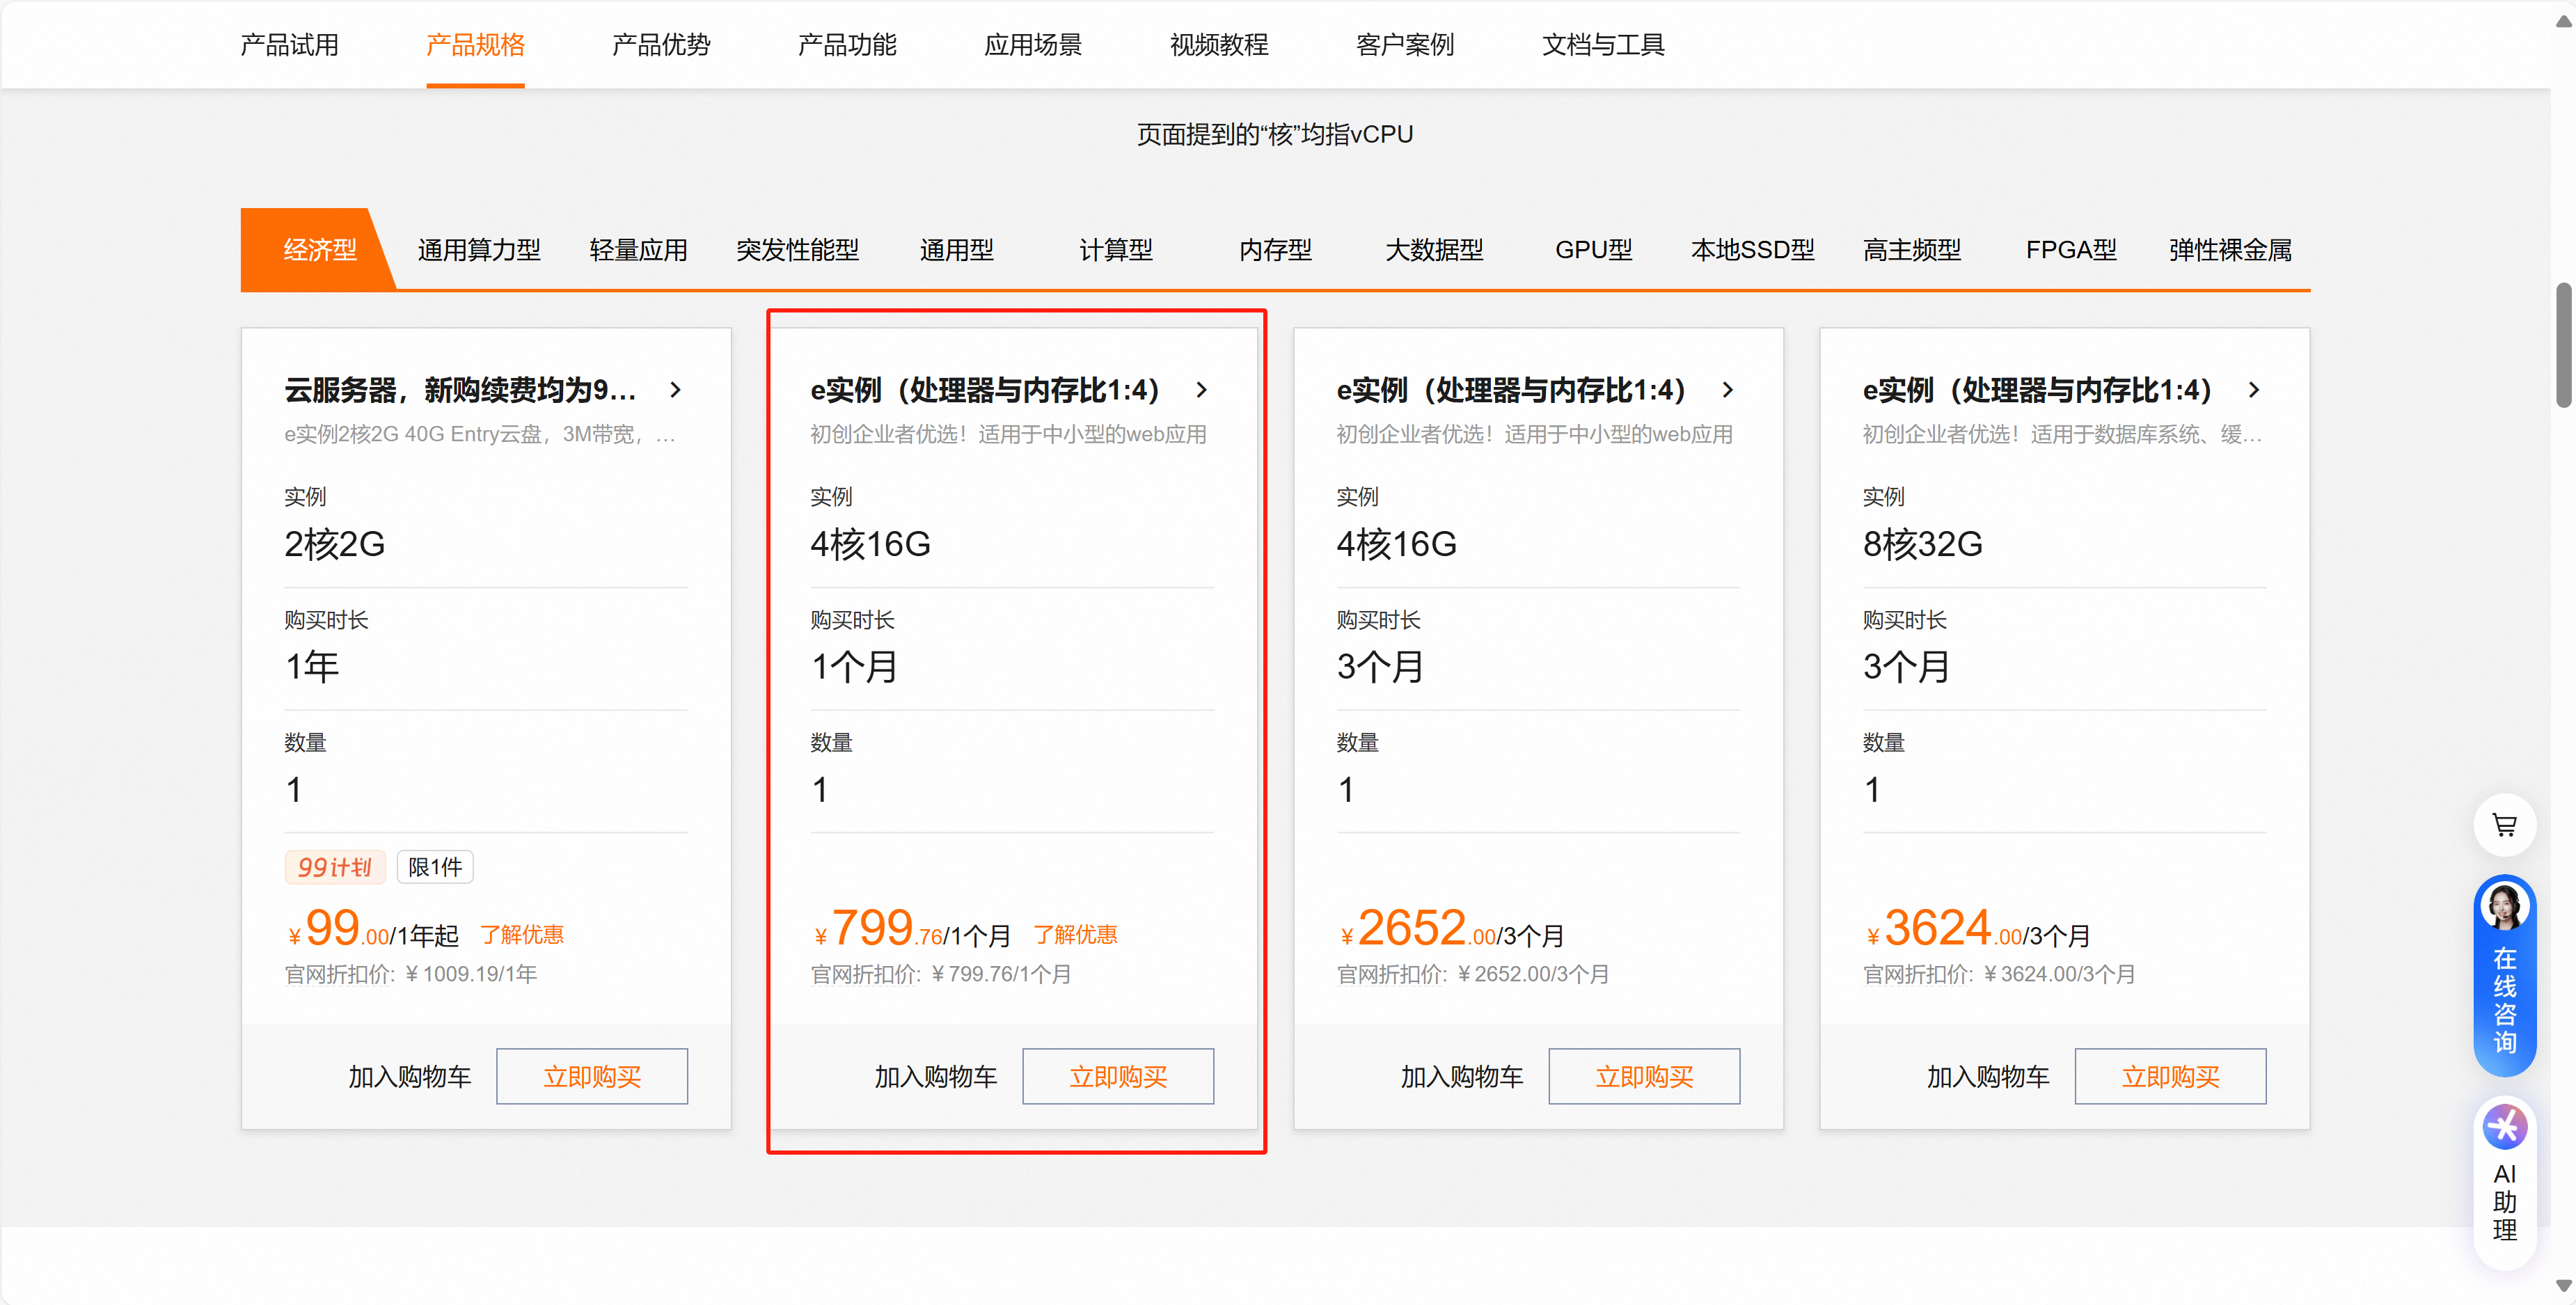 产品试用 产品规格 产品优势 产品功能 应用场景 视频教程 客户案例 文档与工具
页面提到的“核”均指vCPU
经济型 通用算力型 轻量应用 突发性能型 通用型 计算型 内存型 大数据型 GPU型 本地SSD型 高主频型 FPGA型 弹性裸金属
云服务器，新购续费均为9...
e实例2核2G 40G Entry云盘，3M带宽，...
实例
2核2G
购买时长
1年
数量
1
99计划 限1件
¥99.00/1年起 了解优惠
官网折扣价: ¥1009.19/1年
加入购物车 立即购买
e实例（处理器与内存比1:4）
初创企业者优选！适用于中小型的web应用
实例
4核16G
购买时长
1个月
数量
1
¥799.76/1个月 了解优惠
官网折扣价: ¥799.76/1个月
加入购物车 立即购买
e实例（处理器与内存比1:4）
初创企业者优选！适用于中小型的web应用
实例
4核16G
购买时长
3个月
数量
1
¥2652.00/3个月
官网折扣价: ¥2652.00/3个月
加入购物车 立即购买
e实例（处理器与内存比1:4）
初创企业者优选！适用于数据库系统、缓...
实例
8核32G
购买时长
3个月
数量
1
¥3624.00/3个月
官网折扣价: ¥3624.00/3个月
加入购物车 立即购买
在线咨询
AI助理